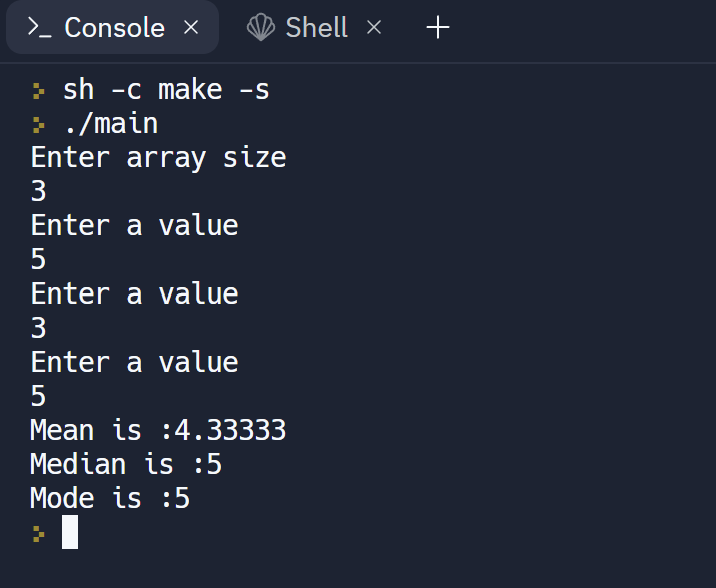 Console Shell
sh -c make -s
./main
Enter array size
3
Enter a value
5
Enter a value
3
Enter a value
5
Mean is :4.33333
Median is :5
Mode is :5